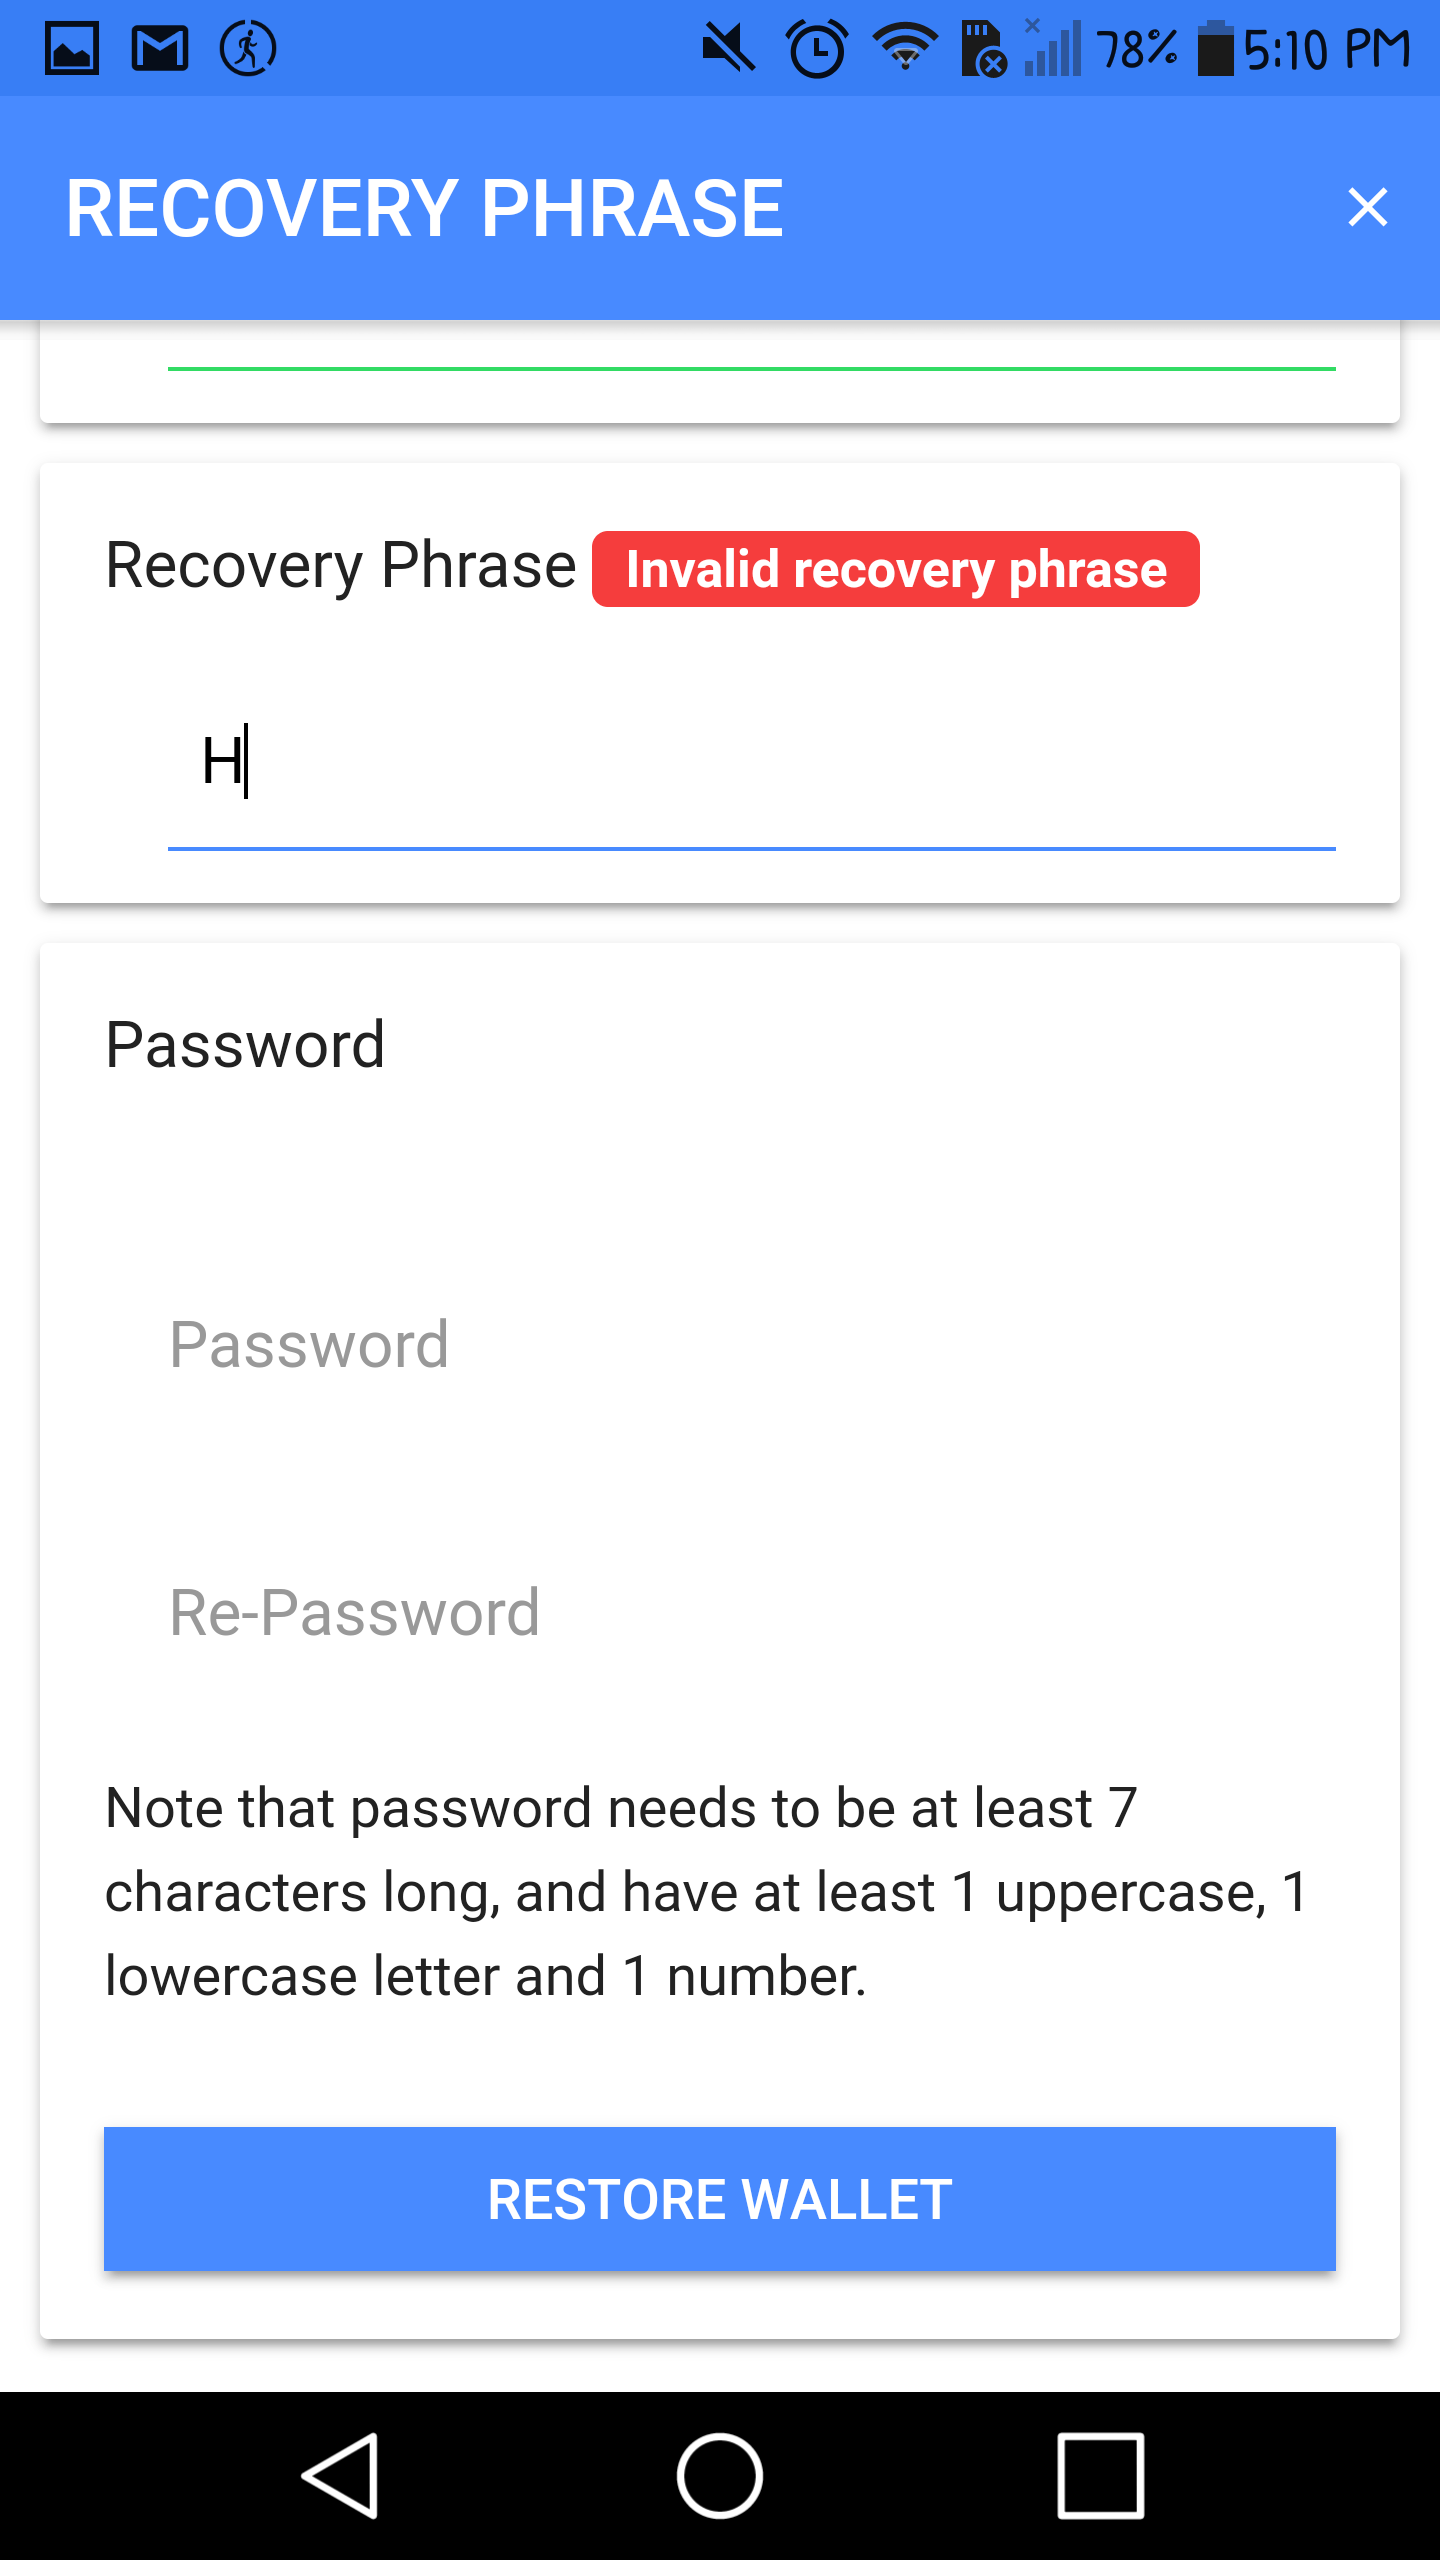 78% 5:10 PM
RECOVERY PHRASE
Recovery Phrase Invalid recovery phrase
H
Password
Password
Re-Password
Note that password needs to be at least 7
characters long, and have at least 1 uppercase, 1
lowercase letter and 1 number.
RESTORE WALLET